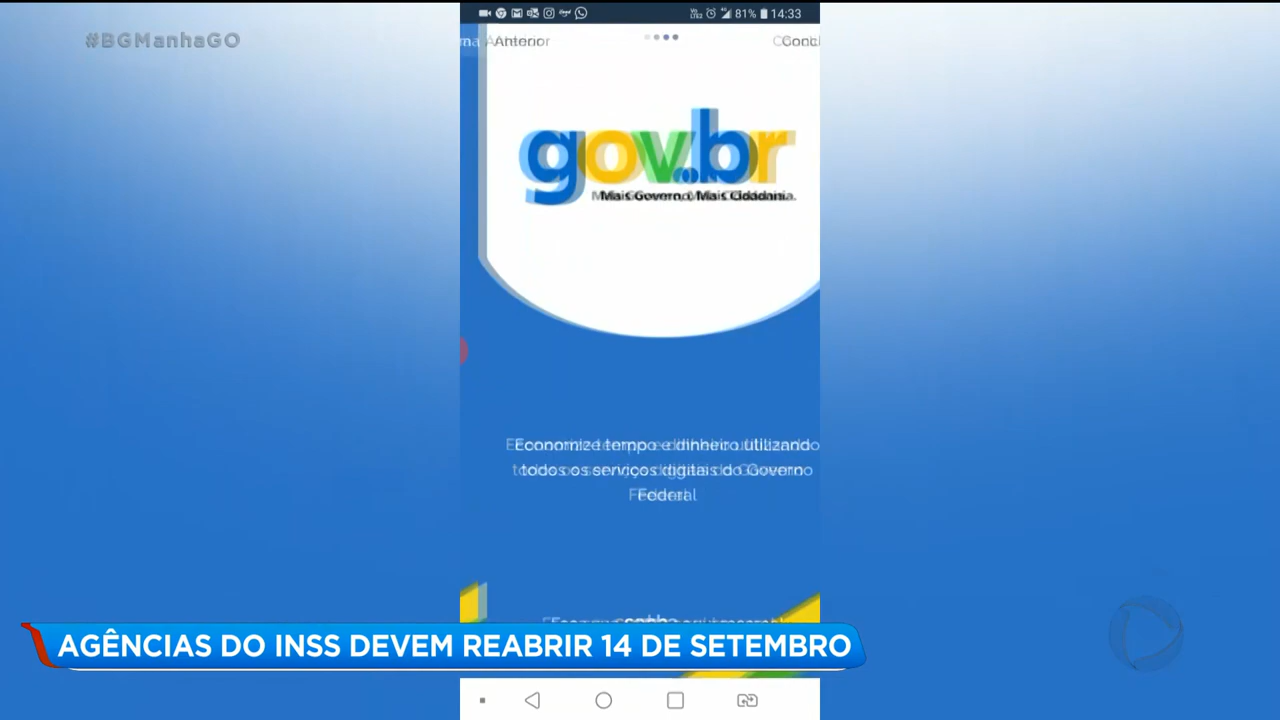 #BGManhaGO
81% 14:33
Anterior
gov.br
Mais Governo, Mais Cidadania.
Economize tempo e dinheiro utilizando
todos os serviços digitais do Governo
Federal
AGÊNCIAS DO INSS DEVEM REABRIR 14 DE SETEMBRO